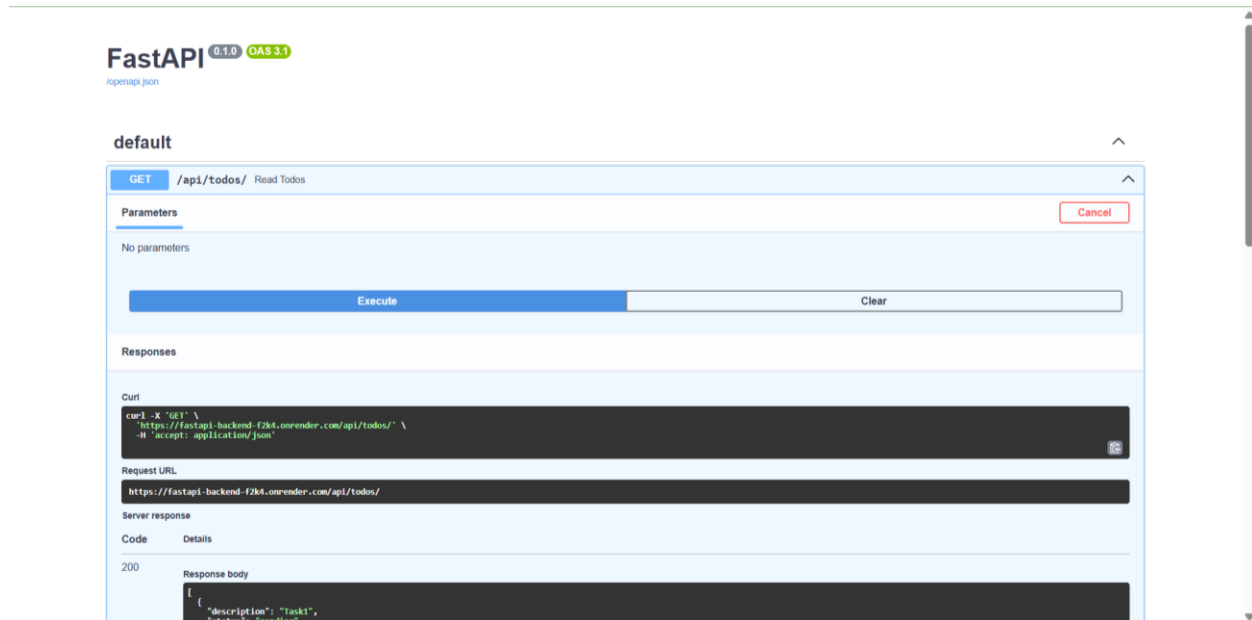 FastAPI 0.1.0 OAS 3.1
/openapi.json
default
GET /api/todos/ Read Todos
Parameters Cancel
No parameters
Execute Clear
Responses
Curl
curl -X 'GET' \
'https://fastapi-backend-f2k4.onrender.com/api/todos/' \
-H 'accept: application/json'
Request URL
https://fastapi-backend-f2k4.onrender.com/api/todos/
Server response
Code Details
200
Response body
[
{
"description": "Task1",